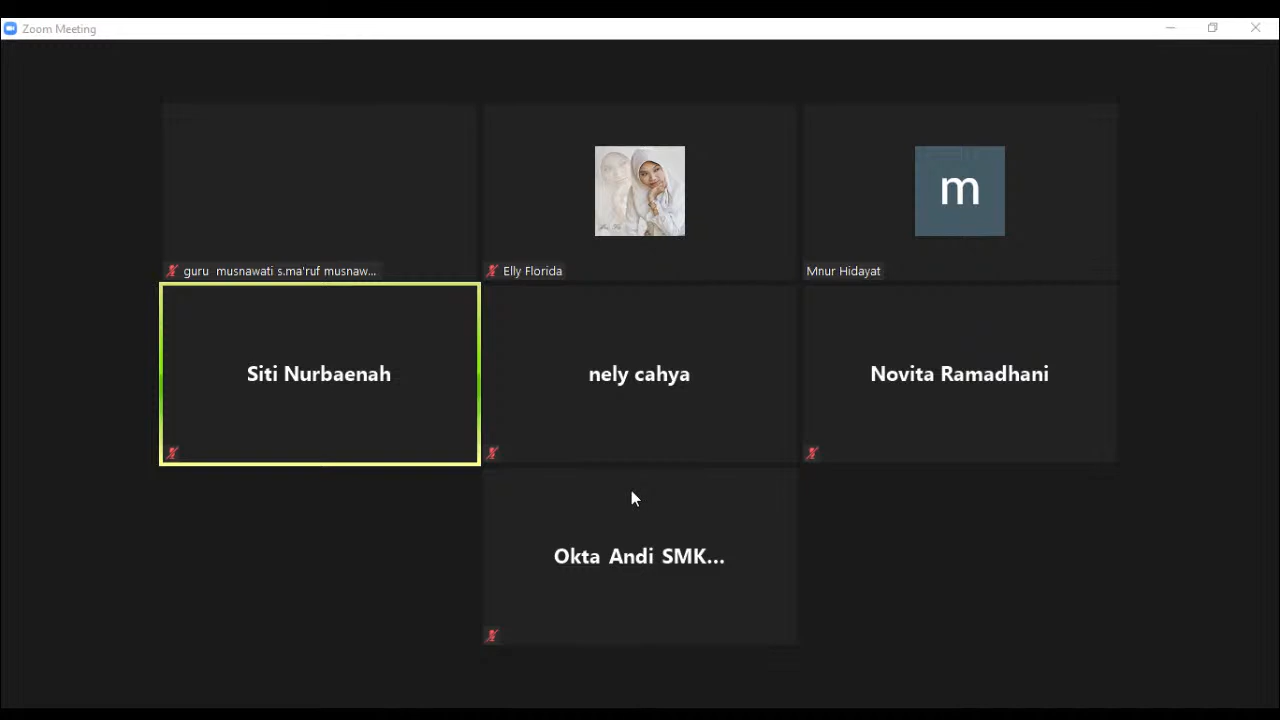 Zoom Meeting
guru musnawati s.ma'ruf musnaw...
Elly Florida
m
Mnur Hidayat
Siti Nurbaenah
nely cahya
Novita Ramadhani
Okta Andi SMK...